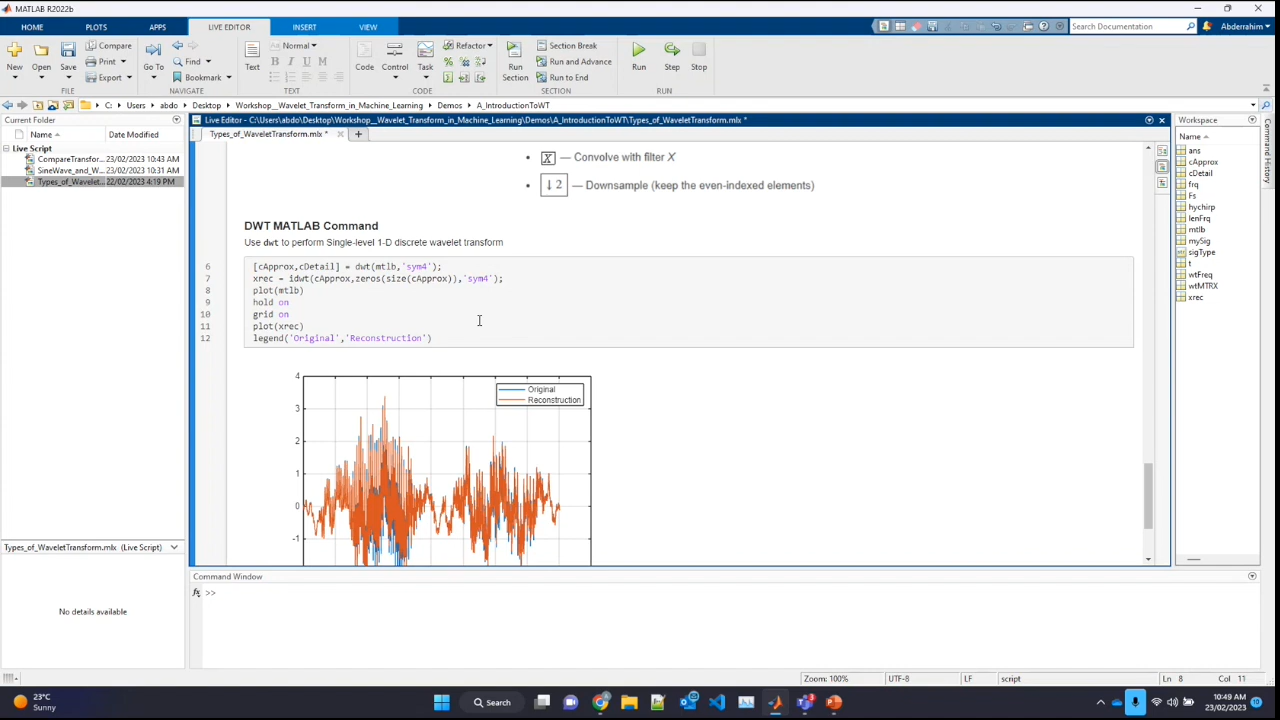 MATLAB R2022b
HOME PLOTS APPS LIVE EDITOR INSERT VIEW
Search Documentation Abderrahim
New Open Save Compare Print Export
Go To Find Bookmark
Text Normal B I U M
Code Control Task Refactor
Run Section Section Break Run and Advance Run to End
Run Step Stop
FILE NAVIGATE TEXT CODE SECTION RUN
C: Users abdo Desktop Workshop__Wavelet_Transform_in_Machine_Learning Demos A_IntroductionToWT
Current Folder
Name Date Modified
Live Script
CompareTransfor... 23/02/2023 10:43 AM
SineWave_and_W... 23/02/2023 10:31 AM
Types_of_Wavelet... 22/02/2023 4:19 PM
Types_of_WaveletTransform.mlx (Live Script)
No details available
Live Editor - C:\Users\abdo\Desktop\Workshop__Wavelet_Transform_in_Machine_Learning\Demos\A_IntroductionToWT\Types_of_WaveletTransform.mlx *
Types_of_WaveletTransform.mlx *
• X — Convolve with filter X
• ↓ 2 — Downsample (keep the even-indexed elements)
DWT MATLAB Command
Use dwt to perform Single-level 1-D discrete wavelet transform
6 [cApprox,cDetail] = dwt(mtlb,'sym4');
7 xrec = idwt(cApprox,zeros(size(cApprox)),'sym4');
8 plot(mtlb)
9 hold on
10 grid on
11 plot(xrec)
12 legend('Original','Reconstruction')
4
3
2
1
0
-1
Original
Reconstruction
Command Window
fx >>
Workspace
Name
ans
cApprox
cDetail
frq
Fs
hychirp
lenFrq
mtlb
mySig
sigType
t
wtFreq
wtMTRX
xrec
Command History
Zoom: 100% UTF-8 LF script Ln 8 Col 11
23°C
Sunny
Search
10:49 AM
23/02/2023